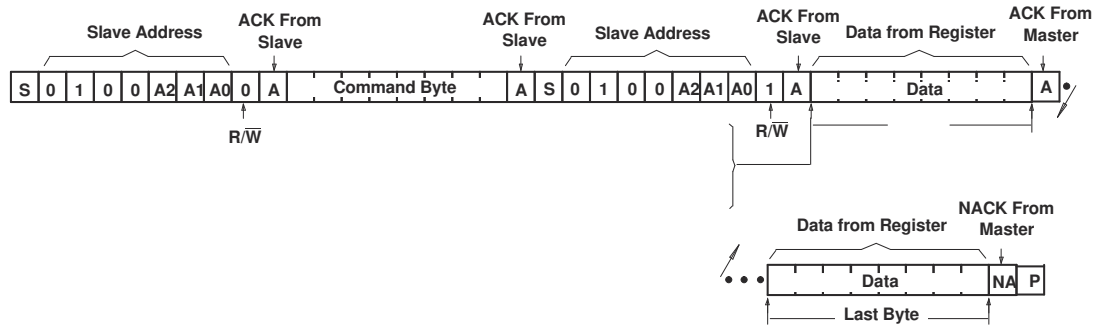 Slave Address
ACK From
Slave
ACK From
Slave
Slave Address
ACK From
Slave
Data from Register
ACK From
Master
S 0 1 0 0 A2 A1 A0 0 A Command Byte A S 0 1 0 0 A2 A1 A0 1 A Data A
R/W̅
R/W̅
Data from Register
NACK From
Master
Data NA P
Last Byte